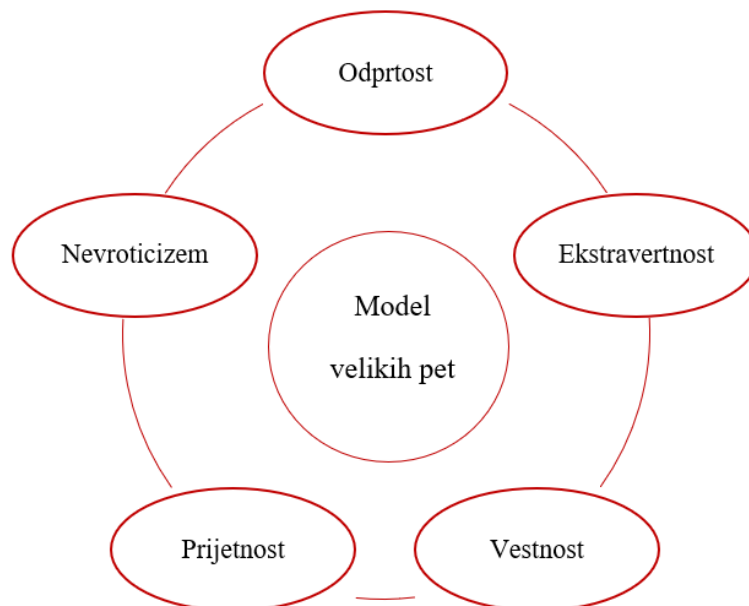 Odprtost
Nevroticizem
Ekstravertnost
Model
velikih pet
Prijetnost
Vestnost